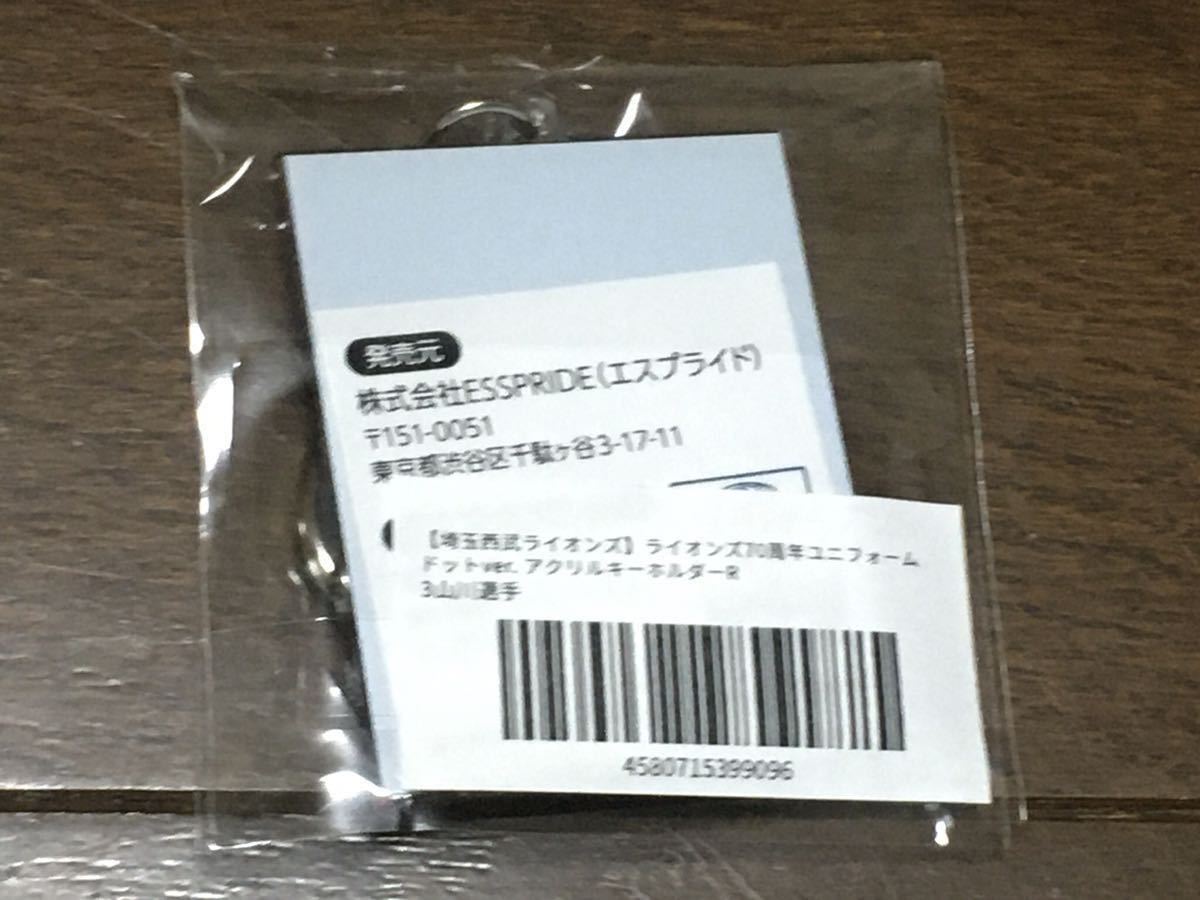 発売元
株式会社ESSPRIDE(エスプライド)
〒151-0051
東京都渋谷区千駄ヶ谷3-17-11
【埼玉西武ライオンズ】ライオンズ70周年ユニフォーム
ドットver. アクリルキーホルダーR
3山川選手
4580715399096